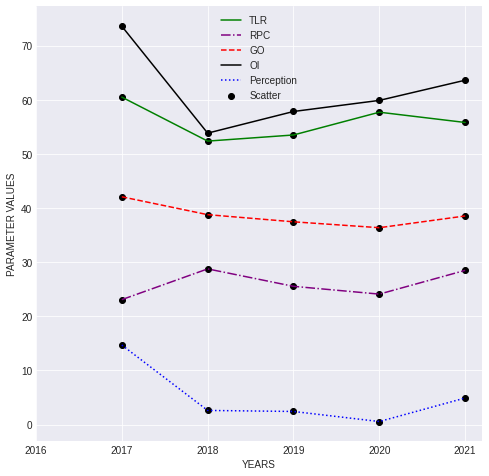 TLR
RPC
GO
OI
Perception
Scatter
PARAMETER VALUES
70
60
50
40
30
20
10
0
2016 2017 2018 2019 2020 2021
YEARS